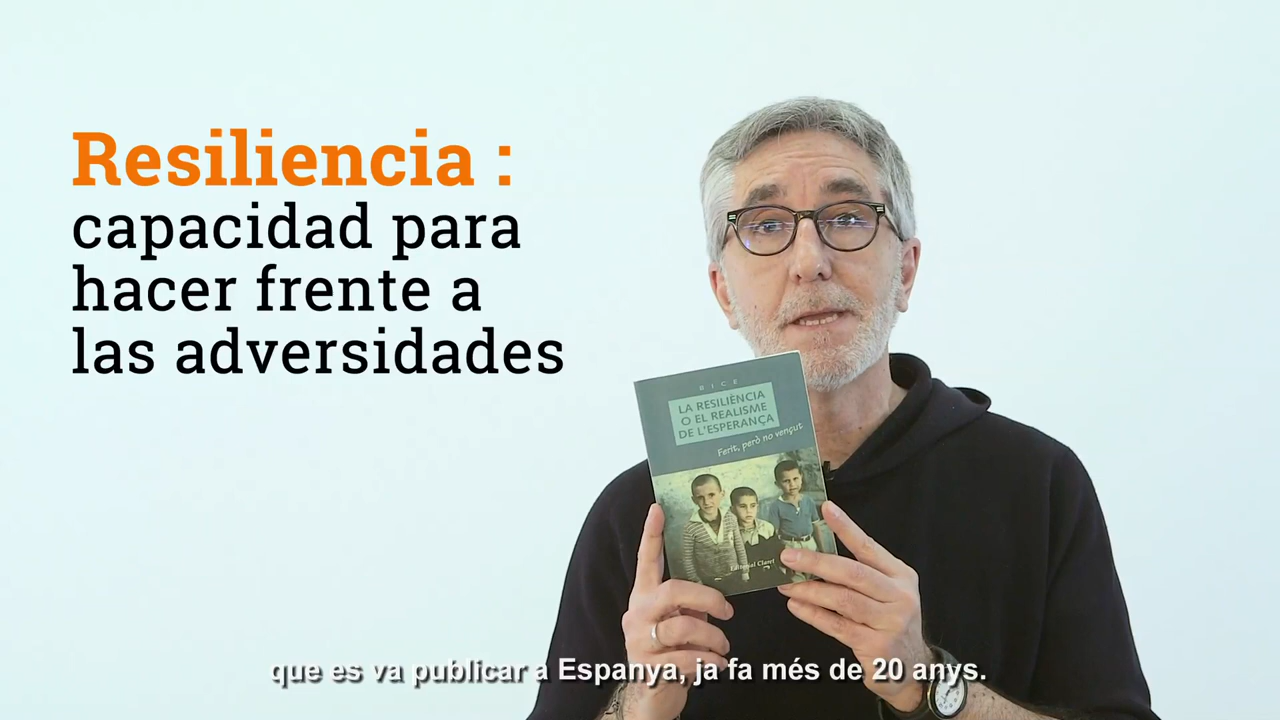 Resiliencia :
capacidad para
hacer frente a
las adversidades
BICE
LA RESILIÈNCIA
O EL REALISME
DE L'ESPERANÇA
Ferit, però no vençut
Editorial Claret
que es va publicar a Espanya, ja fa més de 20 anys.